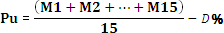 Pu = (M1 + M2 + ⋯ + M15) / 15 − D%